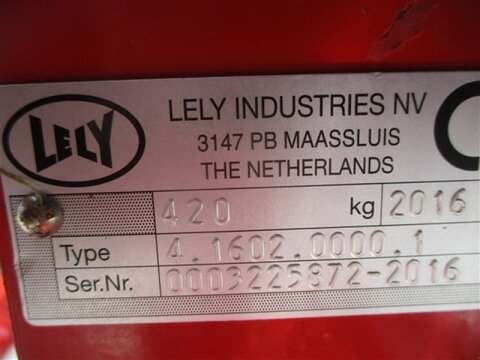 LELY
LELY INDUSTRIES NV
3147 PB MAASSLUIS
THE NETHERLANDS
420 kg 2016
Type 4.1602.0000.1
Ser.Nr. 0003225872-2016